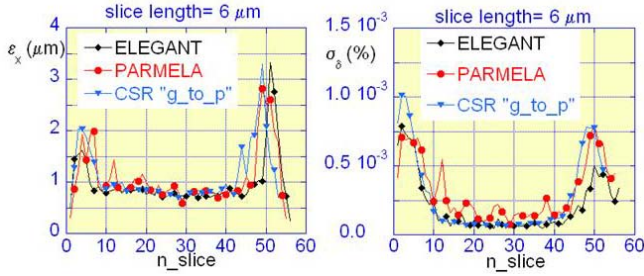 slice length= 6 μm
εx (μm)
4
3
2
1
0
ELEGANT
PARMELA
CSR "g_to_p"
0 10 20 30 40 50 60
n_slice
slice length= 6 μm
σδ (%)
1.5 10-3
1.0 10-3
0.5 10-3
0.0
ELEGANT
PARMELA
CSR "g_to_p"
0 10 20 30 40 50 60
n_slice